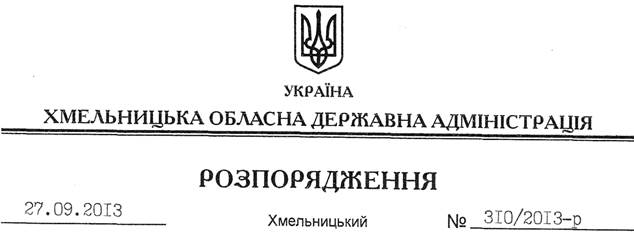 УКРАЇНА
ХМЕЛЬНИЦЬКА ОБЛАСНА ДЕРЖАВНА АДМІНІСТРАЦІЯ
РОЗПОРЯДЖЕННЯ
27.09.2013 Хмельницький № 310/2013-р